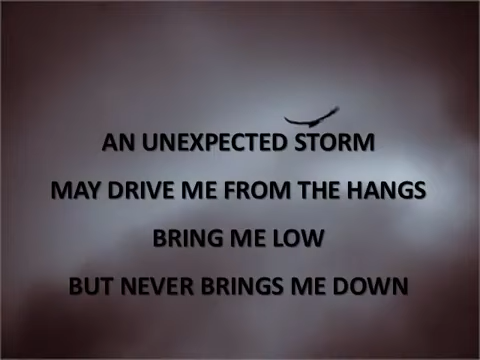 AN UNEXPECTED STORM
MAY DRIVE ME FROM THE HANGS
BRING ME LOW
BUT NEVER BRINGS ME DOWN